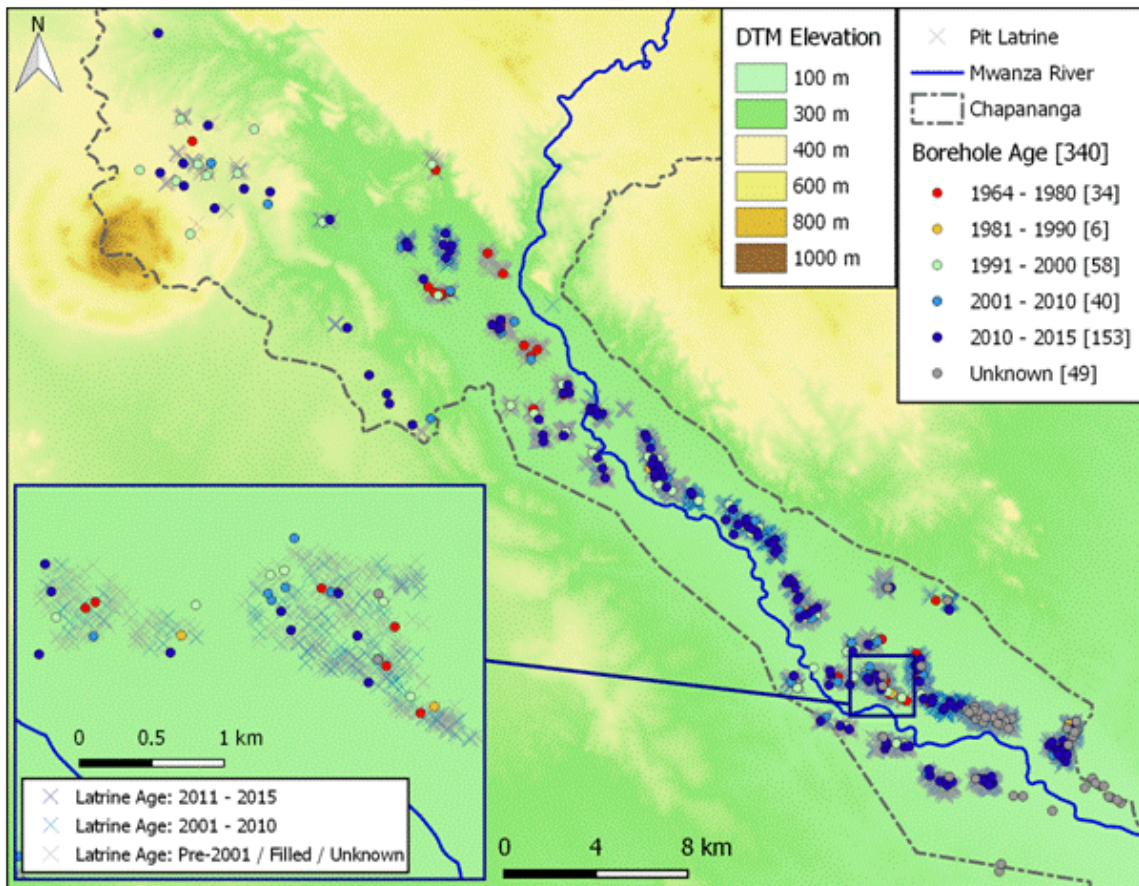 N
DTM Elevation
100 m
300 m
400 m
600 m
800 m
1000 m
Pit Latrine
Mwanza River
Chapananga
Borehole Age [340]
1964 - 1980 [34]
1981 - 1990 [6]
1991 - 2000 [58]
2001 - 2010 [40]
2010 - 2015 [153]
Unknown [49]
0 0.5 1 km
Latrine Age: 2011 - 2015
Latrine Age: 2001 - 2010
Latrine Age: Pre-2001 / Filled / Unknown
0 4 8 km